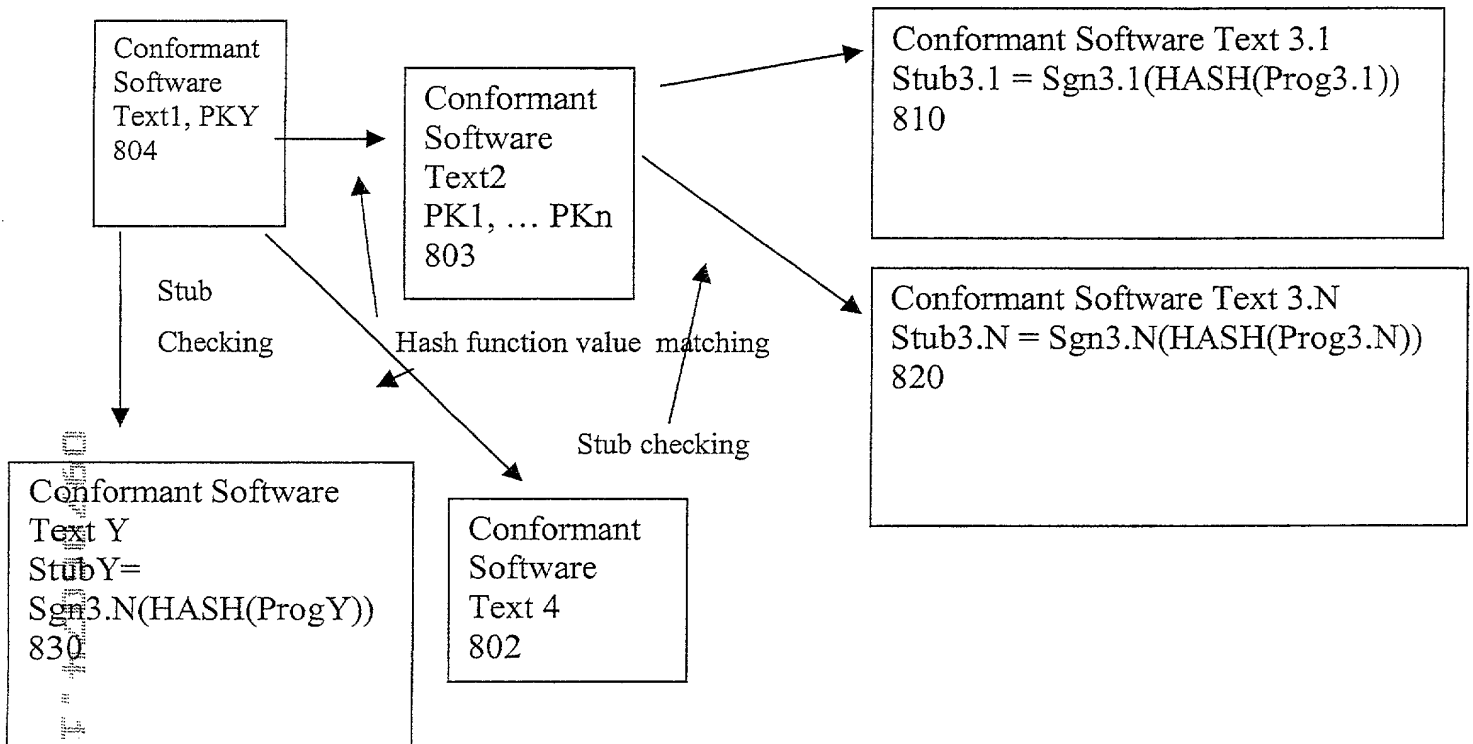 Conformant
Software
Text1, PKY
804
Conformant
Software
Text2
PK1, … PKn
803
Conformant Software Text 3.1
Stub3.1 = Sgn3.1(HASH(Prog3.1))
810
Conformant Software Text 3.N
Stub3.N = Sgn3.N(HASH(Prog3.N))
820
Stub
Checking
Hash function value matching
Stub checking
Conformant Software
Text Y
StubY=
Sgn3.N(HASH(ProgY))
830
Conformant
Software
Text 4
802